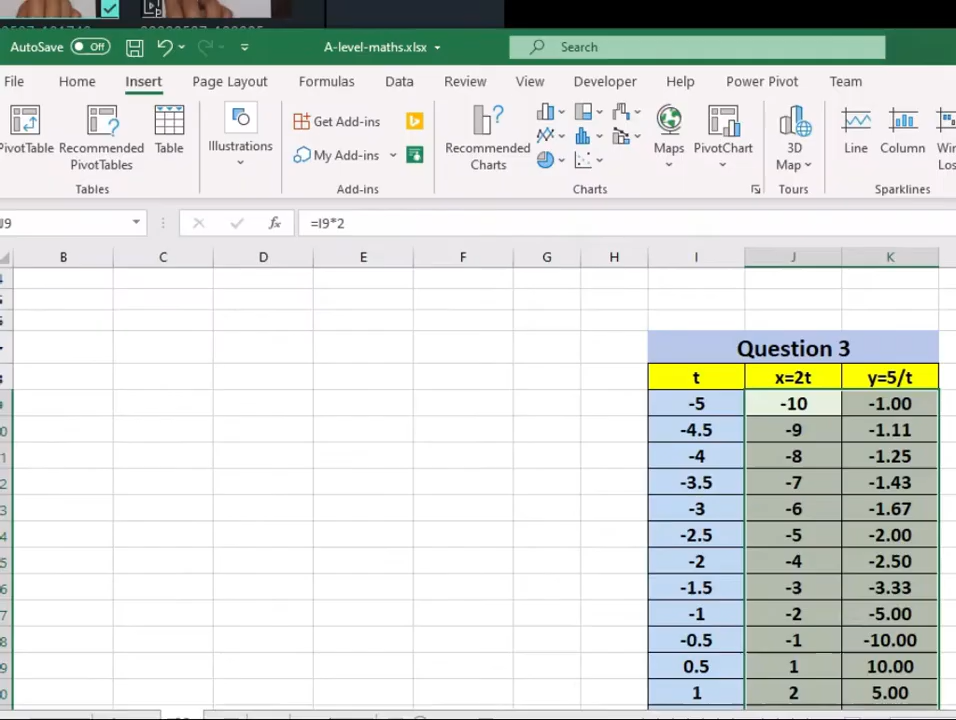 AutoSave Off A-level-maths.xlsx Search
File Home Insert Page Layout Formulas Data Review View Developer Help Power Pivot Team
PivotTable Recommended PivotTables Table Illustrations Get Add-ins My Add-ins Recommended Charts Maps PivotChart 3D Map Line Column
Tables Add-ins Charts Tours Sparklines
J9 fx =I9*2
B C D E F G H I J K
Question 3
t x=2t y=5/t
-5 -10 -1.00
-4.5 -9 -1.11
-4 -8 -1.25
-3.5 -7 -1.43
-3 -6 -1.67
-2.5 -5 -2.00
-2 -4 -2.50
-1.5 -3 -3.33
-1 -2 -5.00
-0.5 -1 -10.00
0.5 1 10.00
1 2 5.00